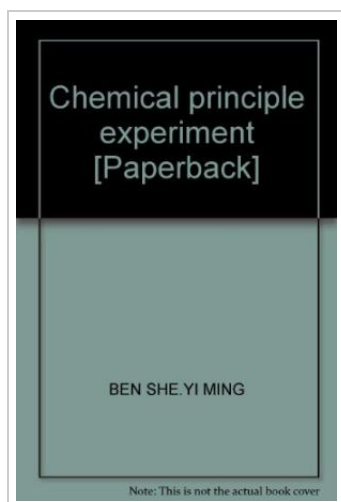 Chemical principle
experiment
[Paperback]
BEN SHE.YI MING
Note: This is not the actual book cover